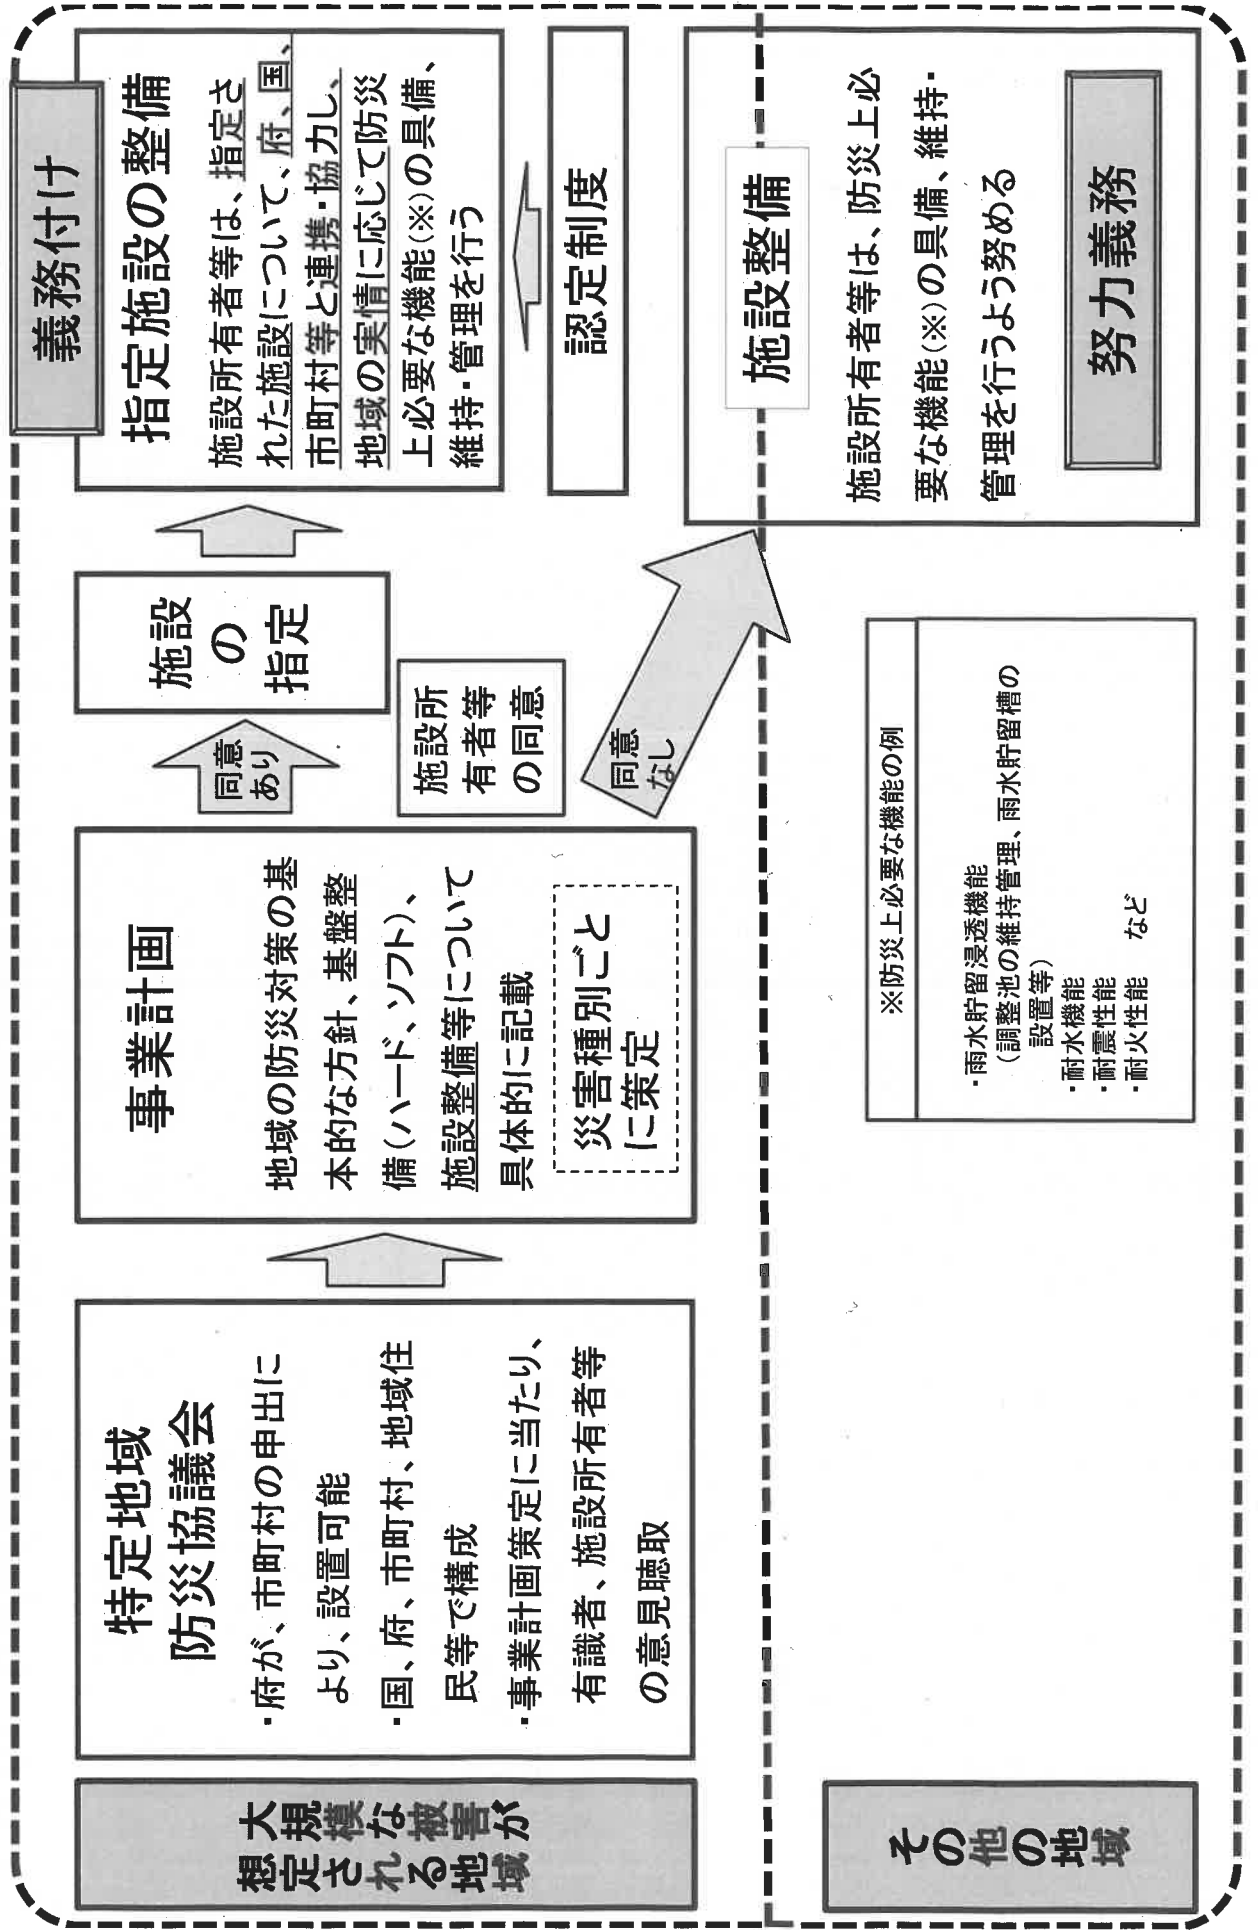 大規模な被害が
想定される地域
特定地域
防災協議会
・府が、市町村の申出に
より、設置可能
・国、府、市町村、地域住
民等で構成
・事業計画策定に当たり、
有識者、施設所有者等
の意見聴取
事業計画
地域の防災対策の基
本的な方針、基盤整
備(ハード、ソフト)、
施設整備等について
具体的に記載
災害種別ごと
に策定
同意
あり
施設所
有者等
の同意
同意
なし
施設
の
指定
義務付け
指定施設の整備
施設所有者等は、指定さ
れた施設について、府、国、
市町村等と連携・協力し、
地域の実情に応じて防災
上必要な機能(※)の具備、
維持・管理を行う
認定制度
その他の地域
施設整備
施設所有者等は、防災上必
要な機能(※)の具備、維持・
管理を行うよう努める
努力義務
※防災上必要な機能の例
・雨水貯留浸透機能
(調整池の維持管理、雨水貯留槽の
設置等)
・耐水機能
・耐震性能
・耐火性能 など